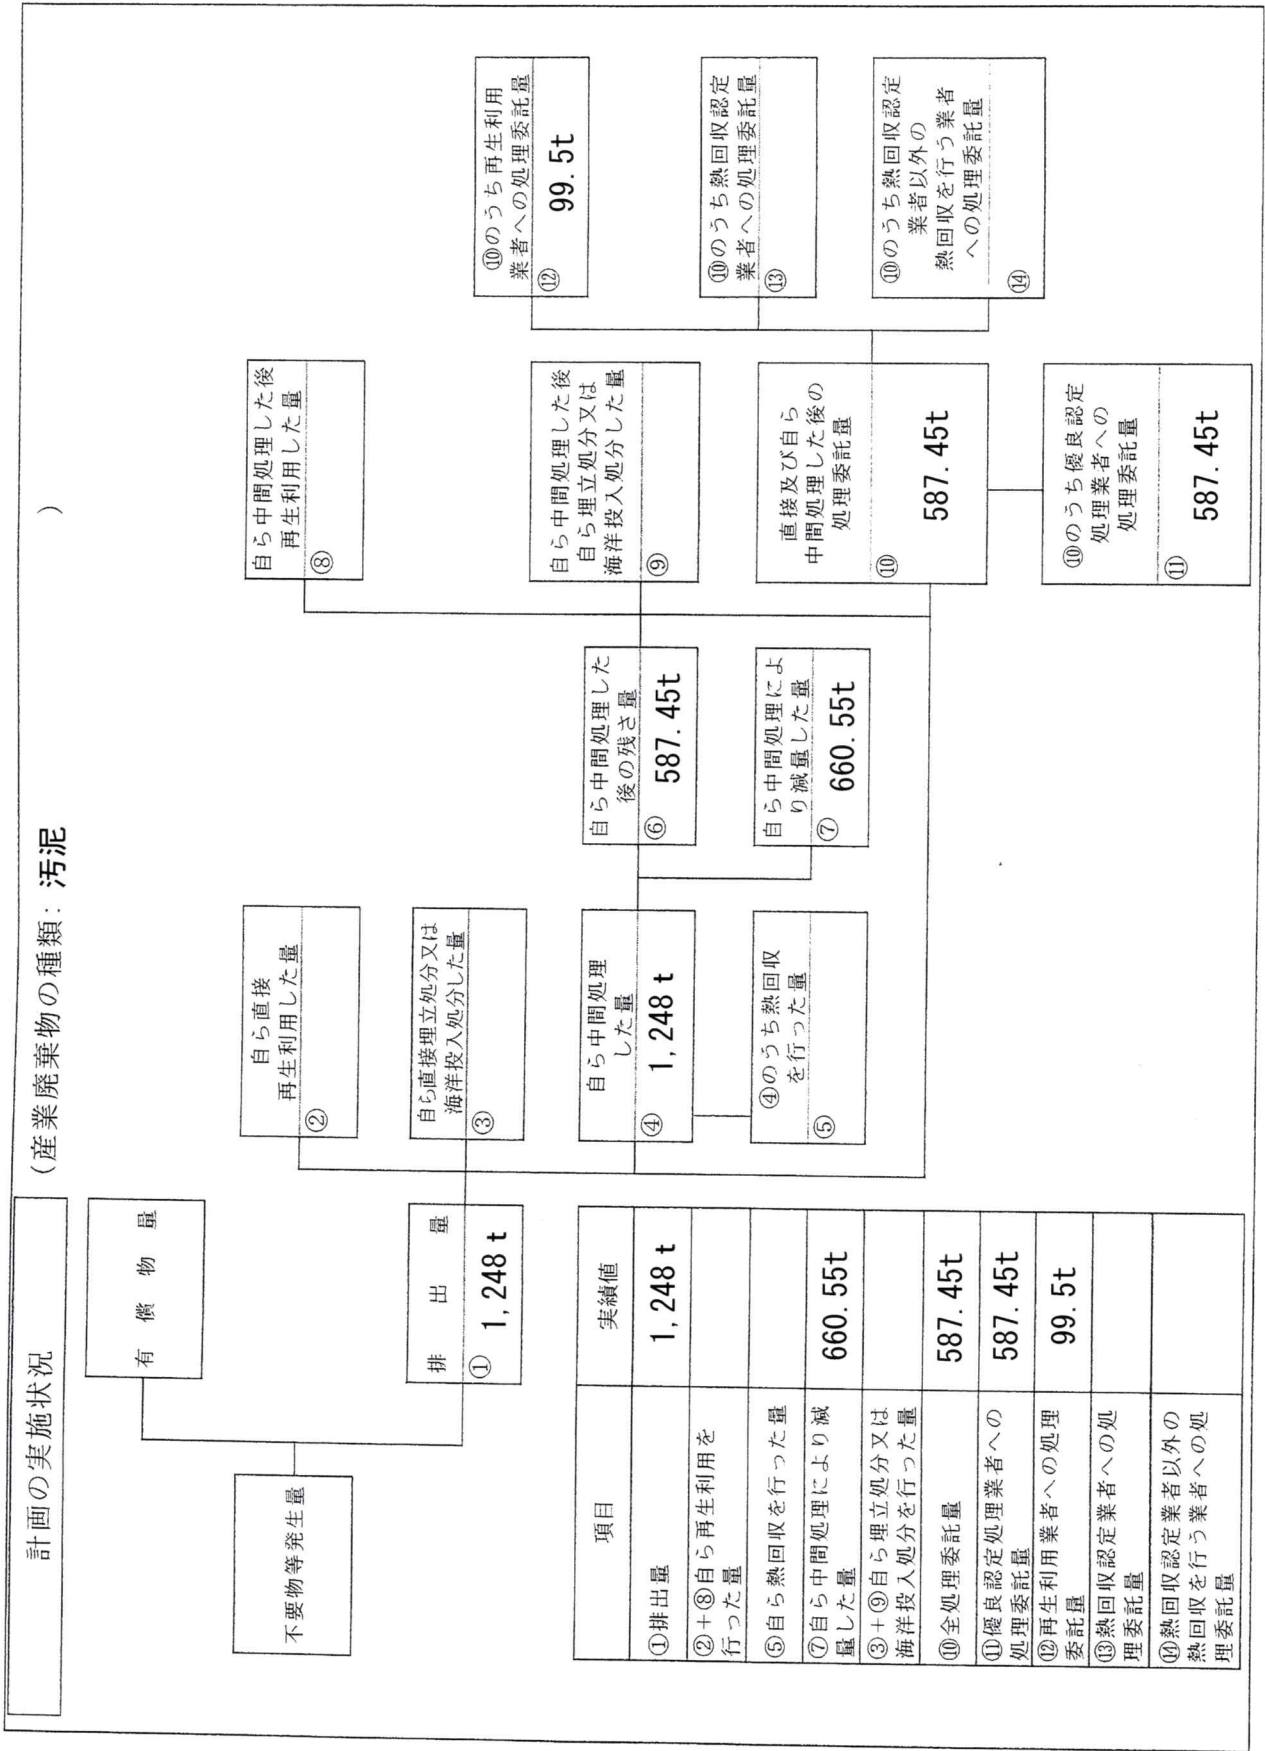 計画の実施状況
（産業廃棄物の種類：汚泥　　　）
不要物等発生量
有償物量
排出量
① 1,248 t
自ら直接
再生利用した量
②
自ら直接埋立処分又は
海洋投入処分した量
③
自ら中間処理
した量
④ 1,248 t
④のうち熱回収
を行った量
⑤
自ら中間処理した
後の残さ量
⑥ 587.45t
自ら中間処理によ
り減量した量
⑦ 660.55t
自ら中間処理した後
再生利用した量
⑧
自ら中間処理した後
自ら埋立処分又は
海洋投入処分した量
⑨
直接及び自ら
中間処理した後の
処理委託量
⑩
587.45t
⑩のうち優良認定
処理業者への
処理委託量
⑪
587.45t
⑩のうち再生利用
業者への処理委託量
⑫ 99.5t
⑩のうち熱回収認定
業者への処理委託量
⑬
⑩のうち熱回収認定
業者以外の
熱回収を行う業者
への処理委託量
⑭
項目 実績値
①排出量 1,248 t
②＋⑧自ら再生利用を
行った量
⑤自ら熱回収を行った量
⑦自ら中間処理により減
量した量 660.55t
③＋⑨自ら埋立処分又は
海洋投入処分を行った量
⑩全処理委託量 587.45t
⑪優良認定処理業者への
処理委託量 587.45t
⑫再生利用業者への処理
委託量 99.5t
⑬熱回収認定業者への処
理委託量
⑭熱回収認定業者以外の
熱回収を行う業者への処
理委託量